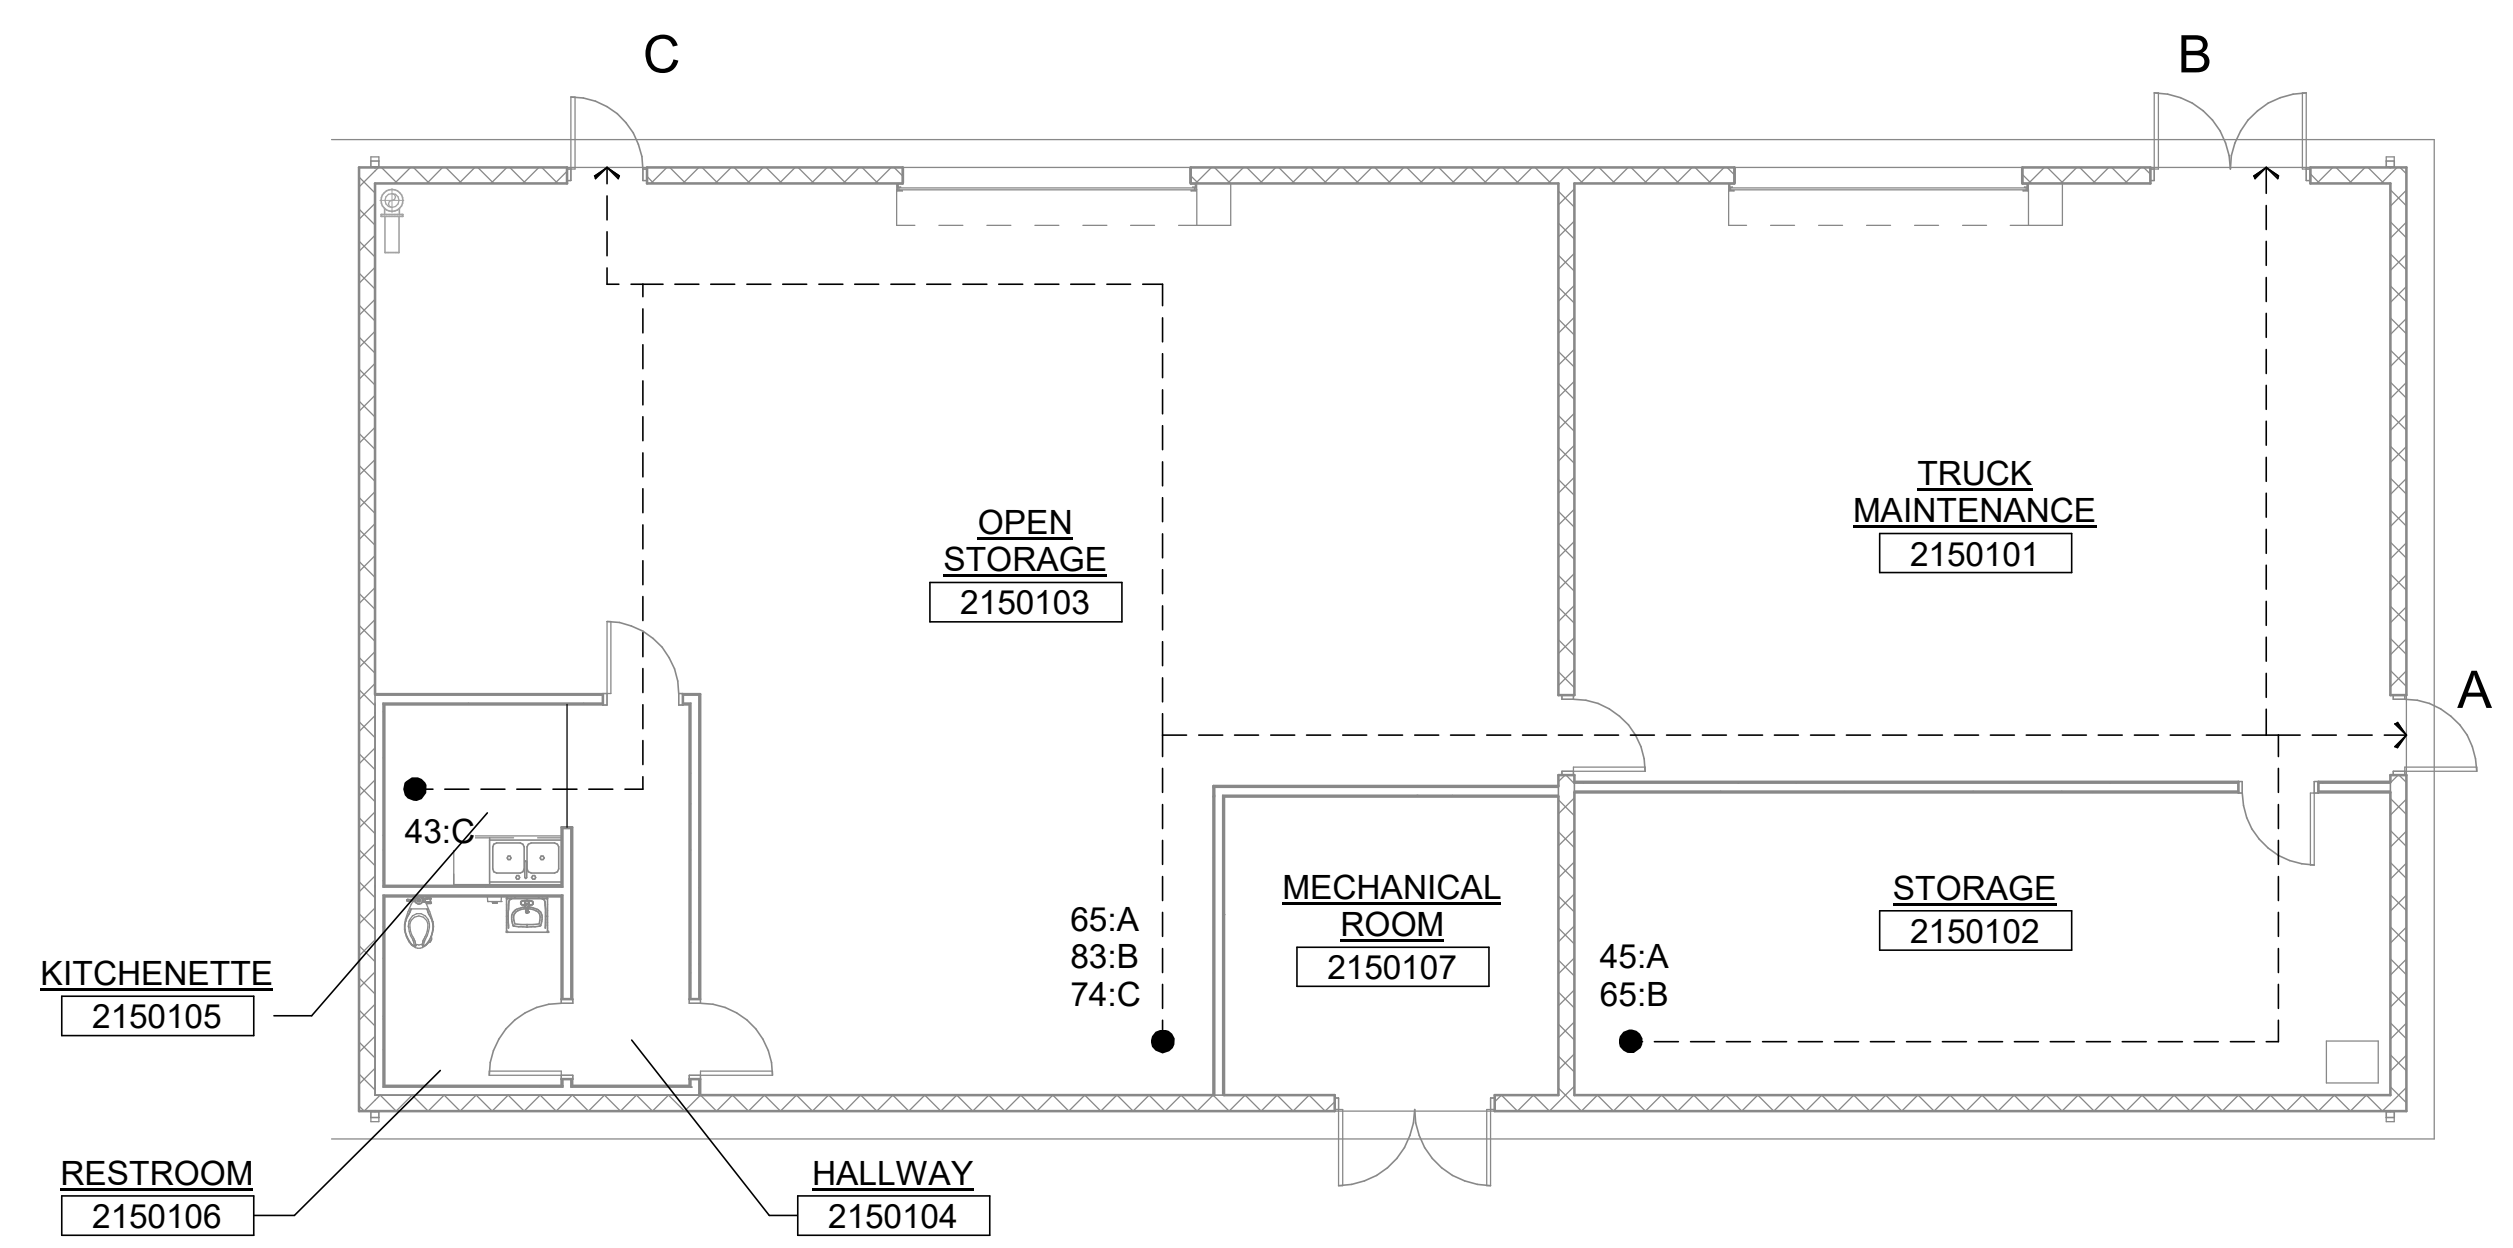 C
B
TRUCK
MAINTENANCE
2150101
OPEN
STORAGE
2150103
A
43:C
MECHANICAL
ROOM
2150107
STORAGE
2150102
65:A
83:B
74:C
45:A
65:B
KITCHENETTE
2150105
RESTROOM
2150106
HALLWAY
2150104